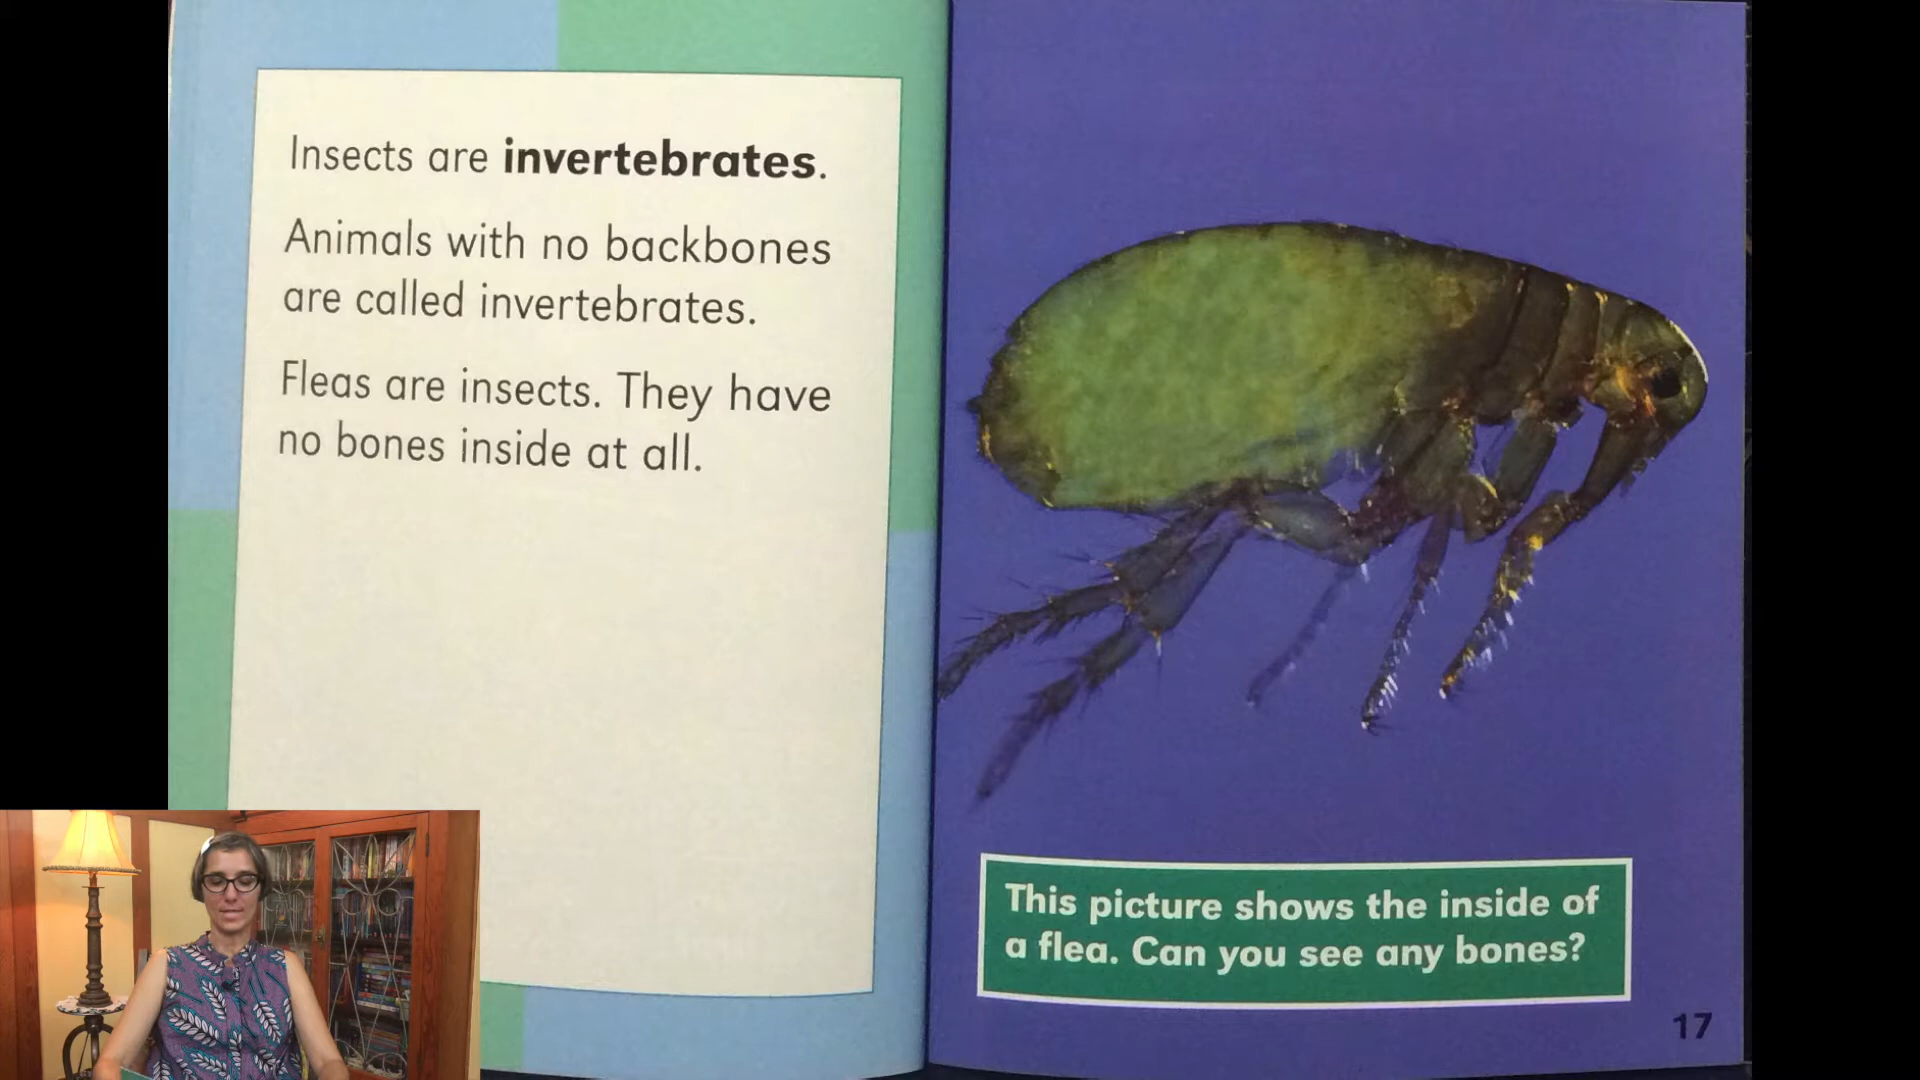 Insects are invertebrates.
Animals with no backbones
are called invertebrates.
Fleas are insects. They have
no bones inside at all.
This picture shows the inside of
a flea. Can you see any bones?
17